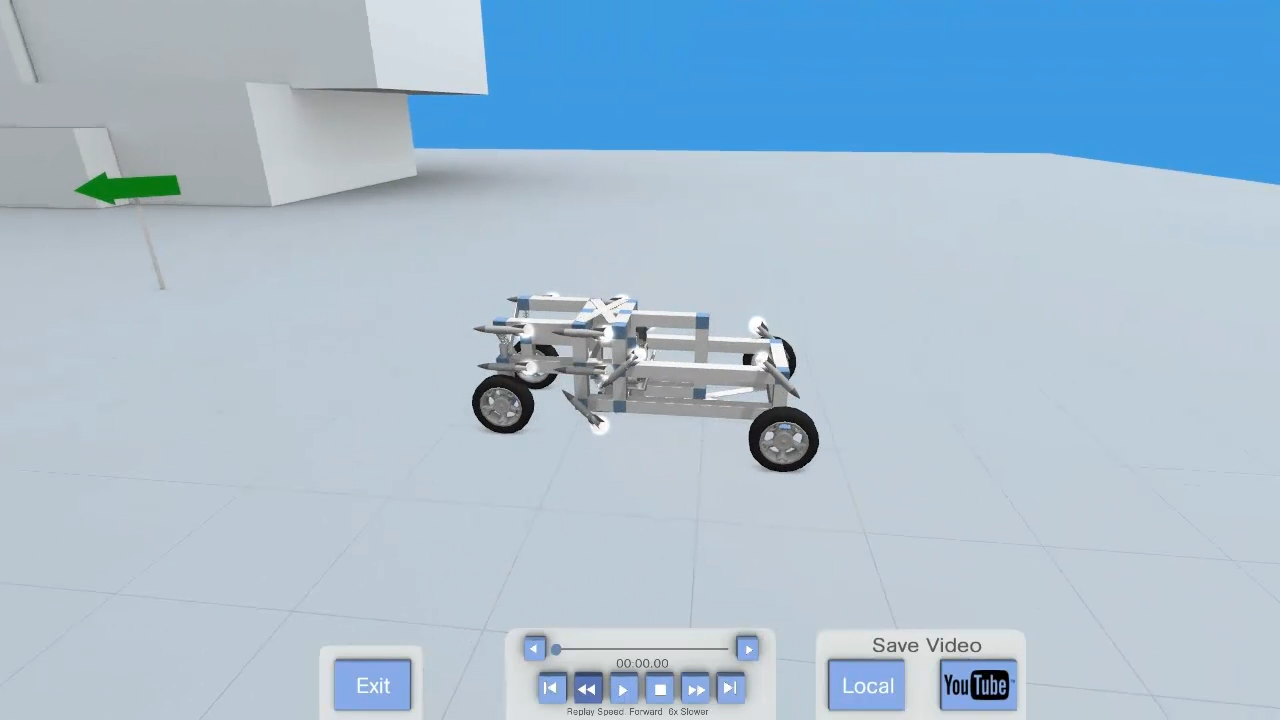 Save Video
00:00.00
Exit
Local
YouTube
Replay Speed: Forward 6x Slower